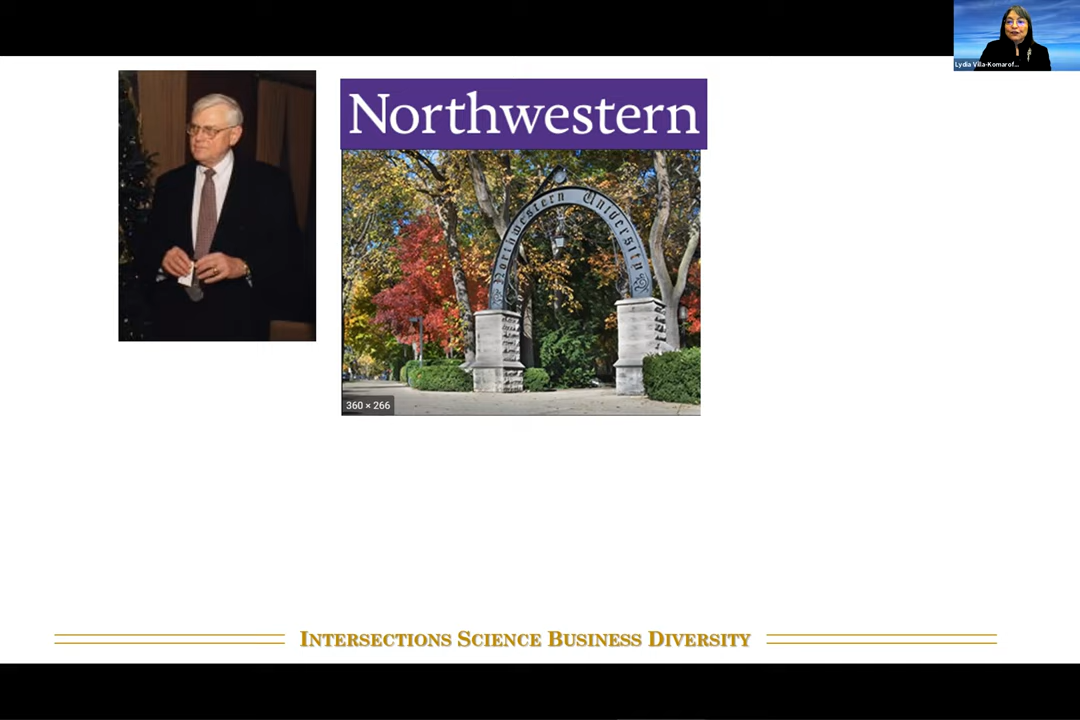 Lydia Villa-Komarof...
Northwestern
Northwestern University
360 × 266
INTERSECTIONS SCIENCE BUSINESS DIVERSITY